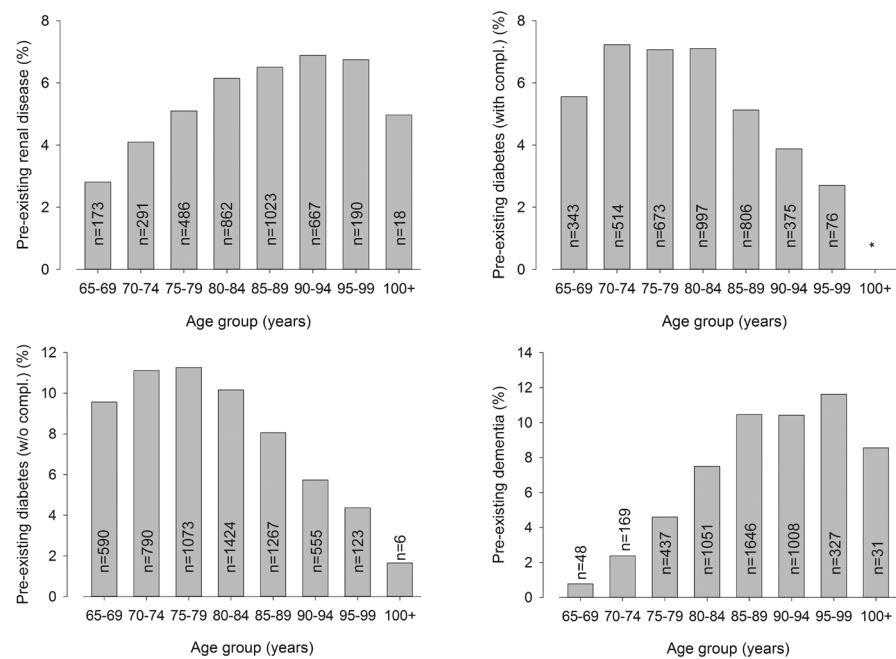 Pre-existing renal disease (%)
8
6
4
2
0
n=173
n=291
n=486
n=862
n=1023
n=667
n=190
n=18
65-69 70-74 75-79 80-84 85-89 90-94 95-99 100+
Age group (years)
Pre-existing diabetes (with compl.) (%)
8
6
4
2
0
n=343
n=514
n=673
n=997
n=806
n=375
n=76
*
65-69 70-74 75-79 80-84 85-89 90-94 95-99 100+
Age group (years)
Pre-existing diabetes (w/o compl.) (%)
12
10
8
6
4
2
0
n=590
n=790
n=1073
n=1424
n=1267
n=555
n=123
n=6
65-69 70-74 75-79 80-84 85-89 90-94 95-99 100+
Age group (years)
Pre-existing dementia (%)
14
12
10
8
6
4
2
0
n=48
n=169
n=437
n=1051
n=1646
n=1008
n=327
n=31
65-69 70-74 75-79 80-84 85-89 90-94 95-99 100+
Age group (years)